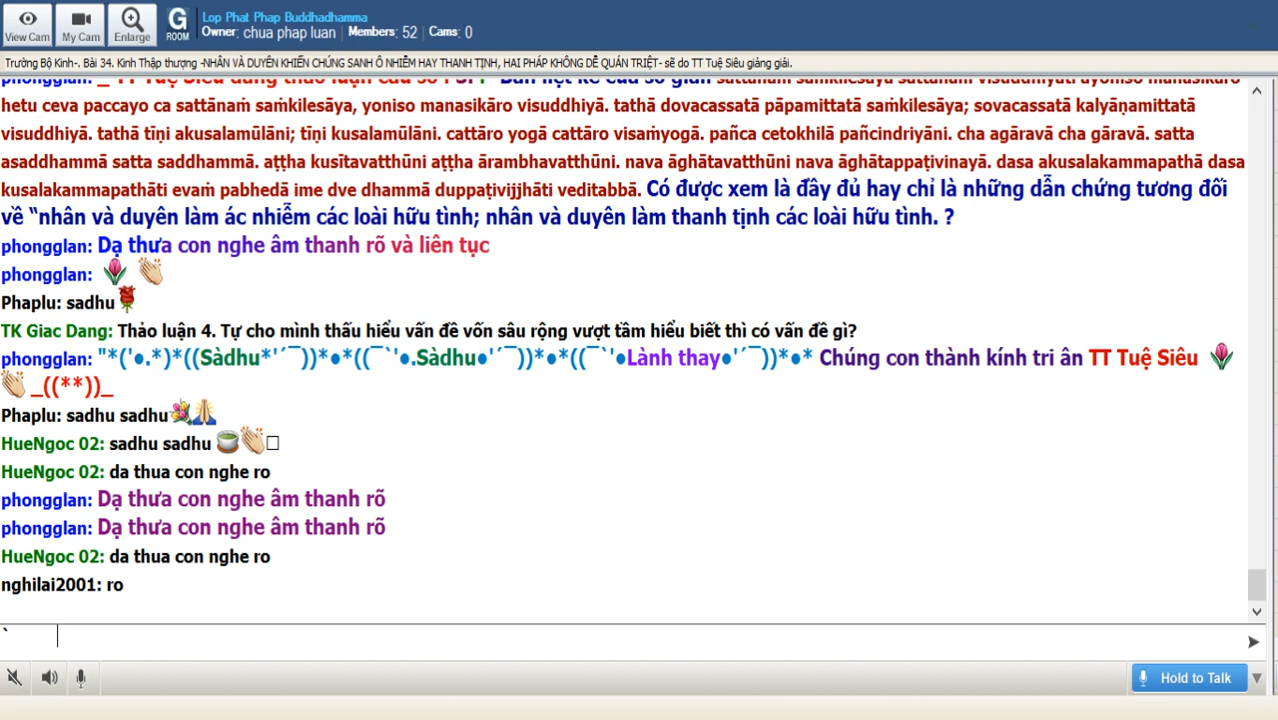 Lop Phat Phap Buddhadhamma
View Cam
My Cam
Enlarge
G
ROOM
Owner: chua phap luan | Members: 52 | Cams: 0
Trường Bộ Kinh-. Bài 34. Kinh Thập thượng -NHÂN VÀ DUYÊN KHIẾN CHÚNG SANH Ô NHIỄM HAY THANH TỊNH, HAI PHÁP KHÔNG DỄ QUÁN TRIỆT- sẽ do TT Tuệ Siêu giảng giải.
hetu ceva paccayo ca sattānaṁ saṁkilesāya, yoniso manasikāro visuddhiyā. tathā dovacassatā pāpamittatā saṁkilesāya; sovacassatā kalyāṇamittatā
visuddhiyā. tathā tīṇi akusalamūlāni; tīṇi kusalamūlāni. cattāro yogā cattāro visaṁyogā. pañca cetokhilā pañcindriyāni. cha agāravā cha gāravā. satta
asaddhammā satta saddhammā. aṭṭha kusītavatthūni aṭṭha ārambhavatthūni. nava āghātavatthūni nava āghātappaṭivinayā. dasa akusalakammapathā dasa
kusalakammapathāti evaṁ pabhedā ime dve dhammā duppaṭivijjhāti veditabbā. Có được xem là đầy đủ hay chỉ là những dẫn chứng tương đối
về “nhân và duyên làm ác nhiễm các loài hữu tình; nhân và duyên làm thanh tịnh các loài hữu tình. ?
phongglan: Dạ thưa con nghe âm thanh rõ và liên tục
phongglan:
Phaplu: sadhu
TK Giac Dang: Thảo luận 4. Tự cho mình thấu hiểu vấn đề vốn sâu rộng vượt tầm hiểu biết thì có vấn đề gì?
phongglan: "*('●.*)*((Sàdhu*'´¯))*●*((¯`'●.Sàdhu●'´¯))*●*((¯`'●Lành thay●'´¯))*●* Chúng con thành kính tri ân TT Tuệ Siêu
_((**))_
Phaplu: sadhu sadhu
HueNgoc 02: sadhu sadhu
HueNgoc 02: da thua con nghe ro
phongglan: Dạ thưa con nghe âm thanh rõ
phongglan: Dạ thưa con nghe âm thanh rõ
HueNgoc 02: da thua con nghe ro
nghilai2001: ro
`
Hold to Talk